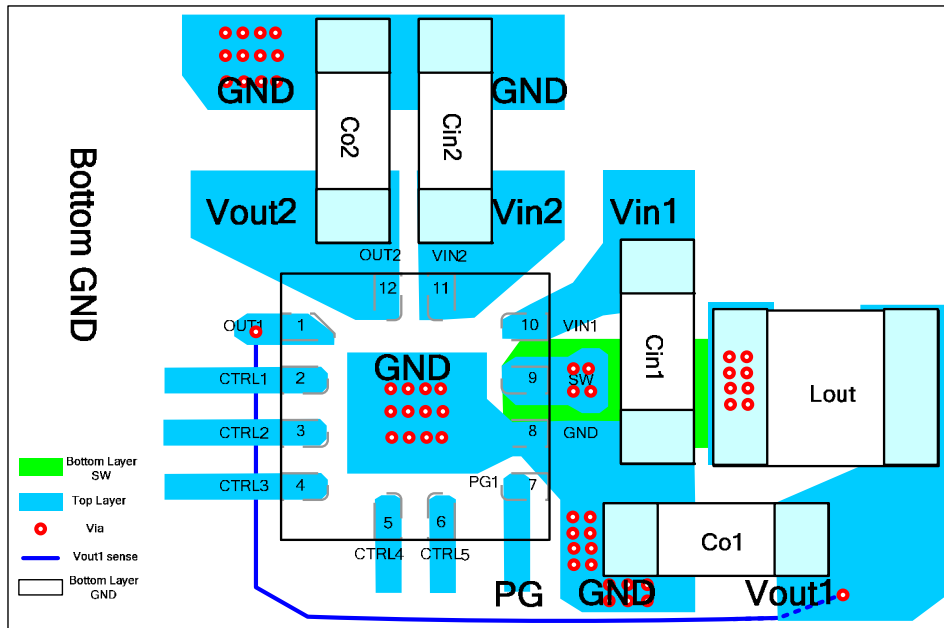 GND
GND
Co2
Cin2
Bottom GND
Vout2
Vin2
Vin1
OUT2
VIN2
12
11
OUT1
1
10
VIN1
GND
Cin1
CTRL1
2
9
SW
Lout
CTRL2
3
8
GND
Bottom Layer
SW
CTRL3
4
PG1
7
Top Layer
5
6
Via
CTRL4
CTRL5
Co1
Vout1 sense
Bottom Layer
GND
PG
GND
Vout1